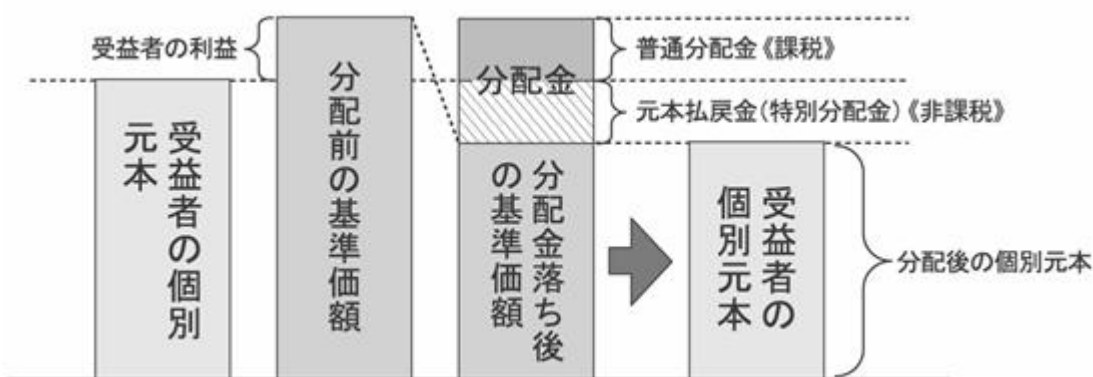 受益者の利益
受益者の個別
元本
分配前の基準価額
分配金
分配金落ち後
の基準価額
普通分配金《課税》
元本払戻金(特別分配金)《非課税》
受益者の
個別元本
分配後の個別元本